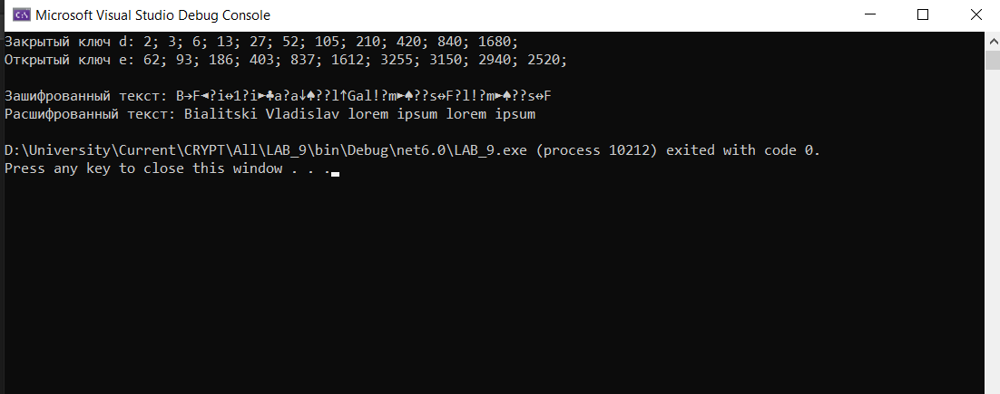 Microsoft Visual Studio Debug Console
Закрытый ключ d: 2; 3; 6; 13; 27; 52; 105; 210; 420; 840; 1680;
Открытый ключ e: 62; 93; 186; 403; 837; 1612; 3255; 3150; 2940; 2520;
Зашифрованный текст: B→F◄?i↔1?i►♣a?a↓♠??l↑Gal!?m►♠??s↔F?l!?m►♠??s↔F
Расшифрованный текст: Bialitski Vladislav lorem ipsum lorem ipsum
D:\University\Current\CRYPT\All\LAB_9\bin\Debug\net6.0\LAB_9.exe (process 10212) exited with code 0.
Press any key to close this window . . .